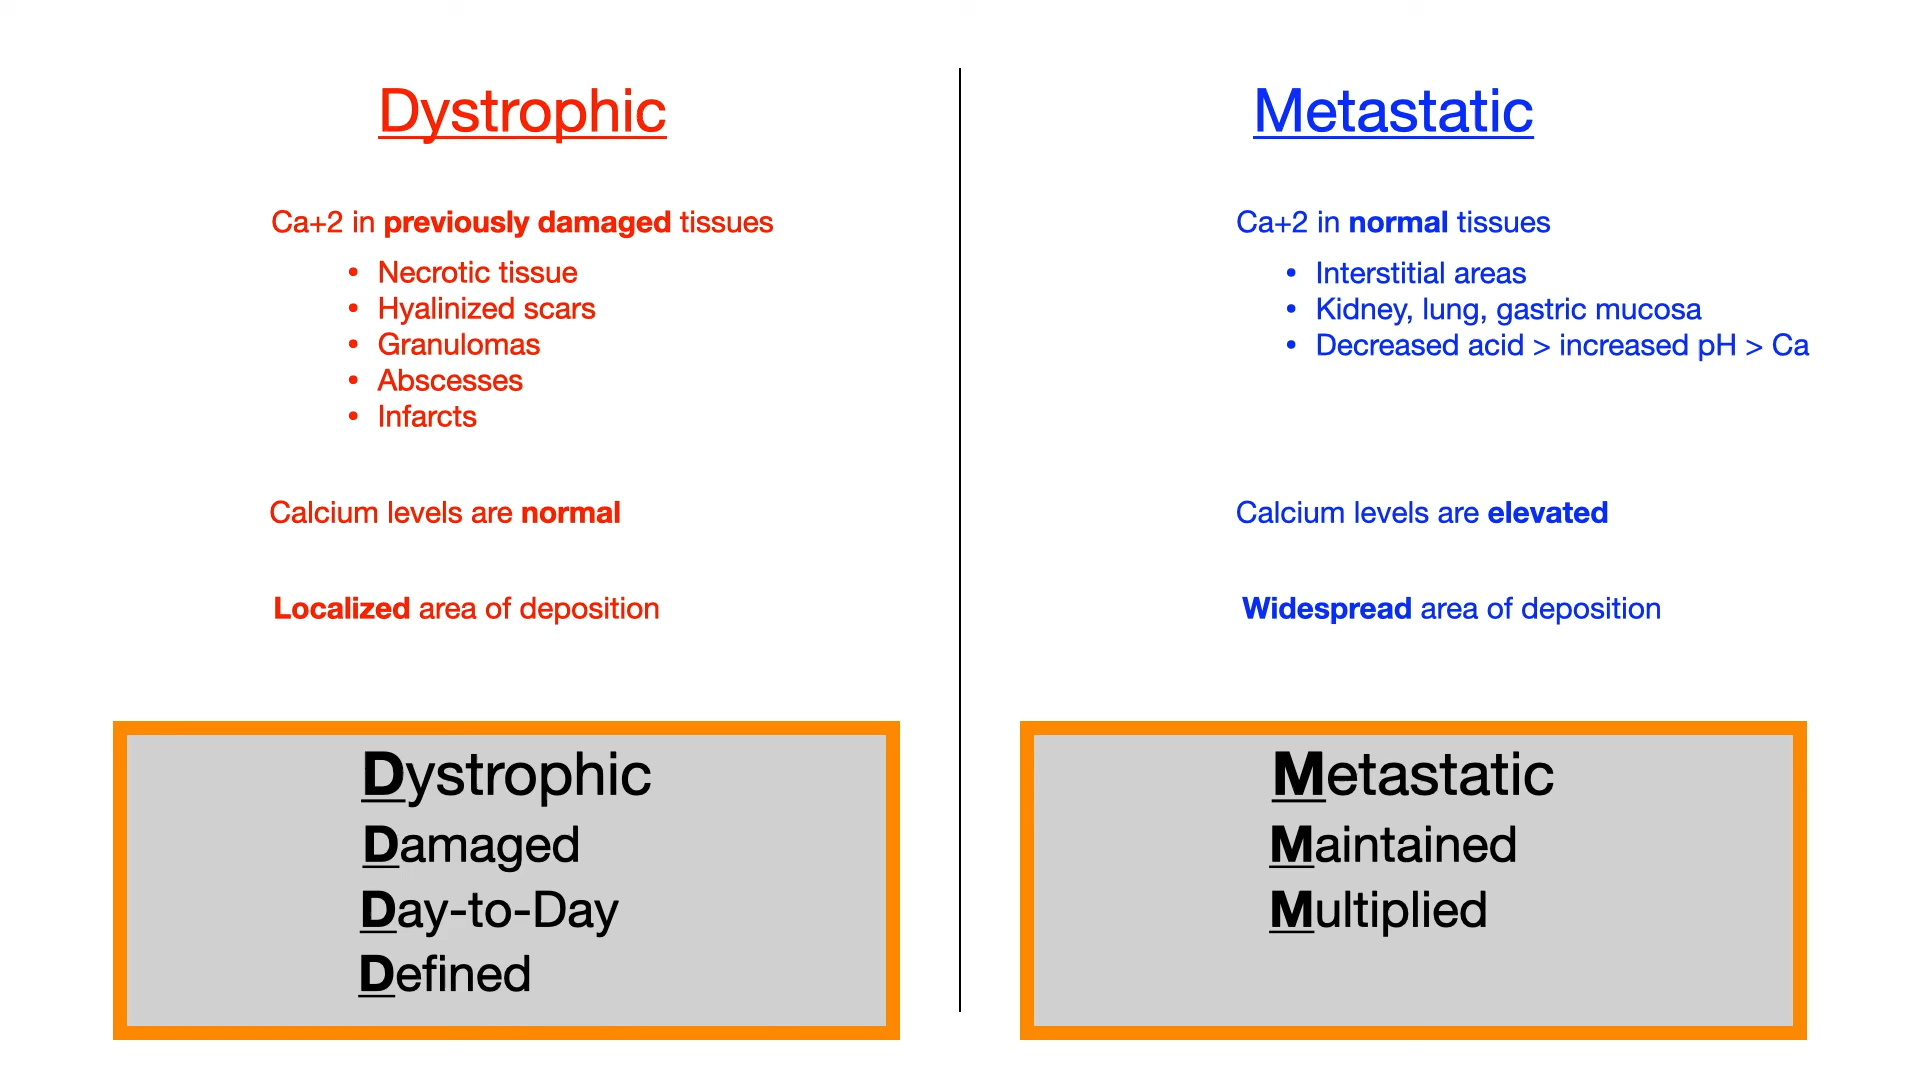 Dystrophic
Ca+2 in previously damaged tissues
• Necrotic tissue
• Hyalinized scars
• Granulomas
• Abscesses
• Infarcts
Calcium levels are normal
Localized area of deposition
Dystrophic
Damaged
Day-to-Day
Defined
Metastatic
Ca+2 in normal tissues
• Interstitial areas
• Kidney, lung, gastric mucosa
• Decreased acid > increased pH > Ca
Calcium levels are elevated
Widespread area of deposition
Metastatic
Maintained
Multiplied